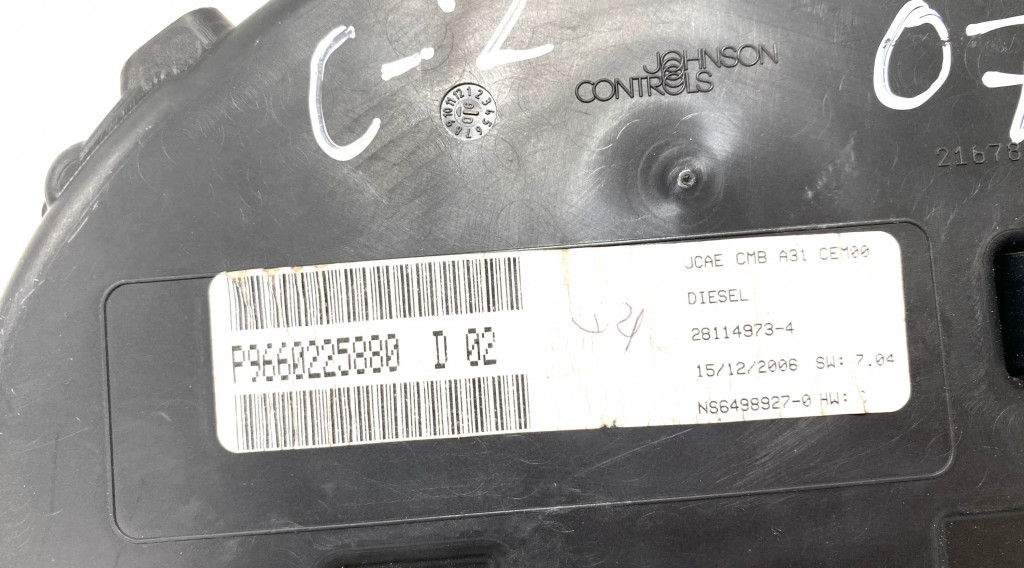 C-2
07
JOHNSON
CONTROLS
21678
JCAE CMB A31 CEM00
DIESEL
P9660225880 D 02
28114973-4
15/12/2006 SW: 7.04
NS6498927-0 HW: